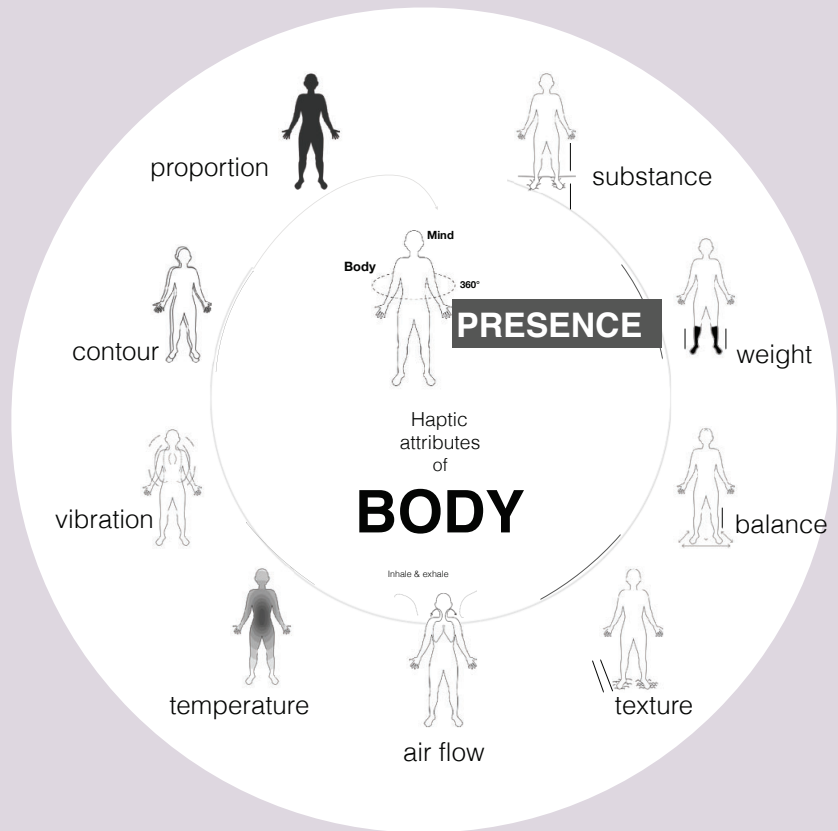 proportion
substance
Mind
Body
360°
PRESENCE
contour
weight
Haptic
attributes
of
BODY
vibration
balance
Inhale & exhale
temperature
texture
air flow